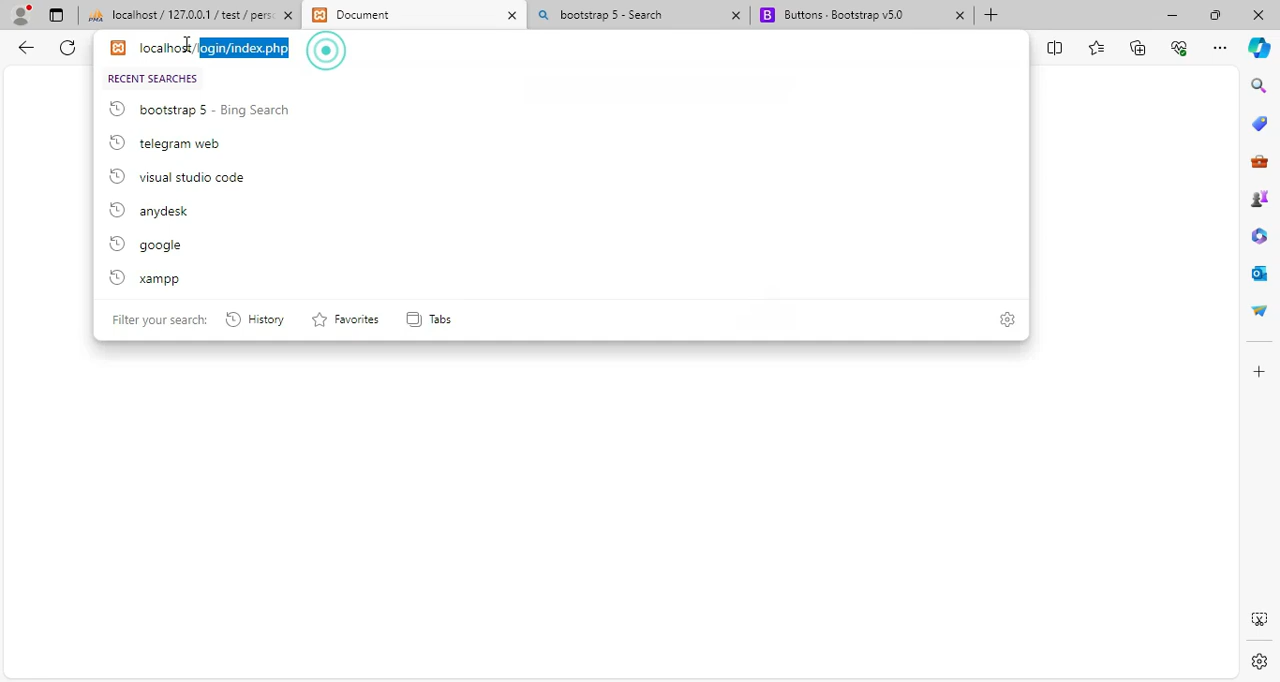 localhost / 127.0.0.1 / test / pers
Document
bootstrap 5 - Search
B Buttons · Bootstrap v5.0
localhost/login/index.php
RECENT SEARCHES
bootstrap 5 - Bing Search
telegram web
visual studio code
anydesk
google
xampp
Filter your search: History Favorites Tabs